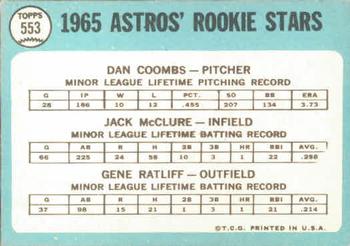 TOPPS
553
1965 ASTROS' ROOKIE STARS
DAN COOMBS — PITCHER
MINOR LEAGUE LIFETIME PITCHING RECORD
G IP W L PCT. SO BB ERA
28 186 10 12 .455 207 134 3.73
JACK McCLURE — INFIELD
MINOR LEAGUE LIFETIME BATTING RECORD
G AB R H 2B 3B HR RBI AVG.
66 225 24 58 10 3 1 22 .258
GENE RATLIFF — OUTFIELD
MINOR LEAGUE LIFETIME BATTING RECORD
G AB R H 2B 3B HR RBI AVG.
37 98 15 21 1 3 1 21 .214
©T.C.G. PRINTED IN U.S.A.